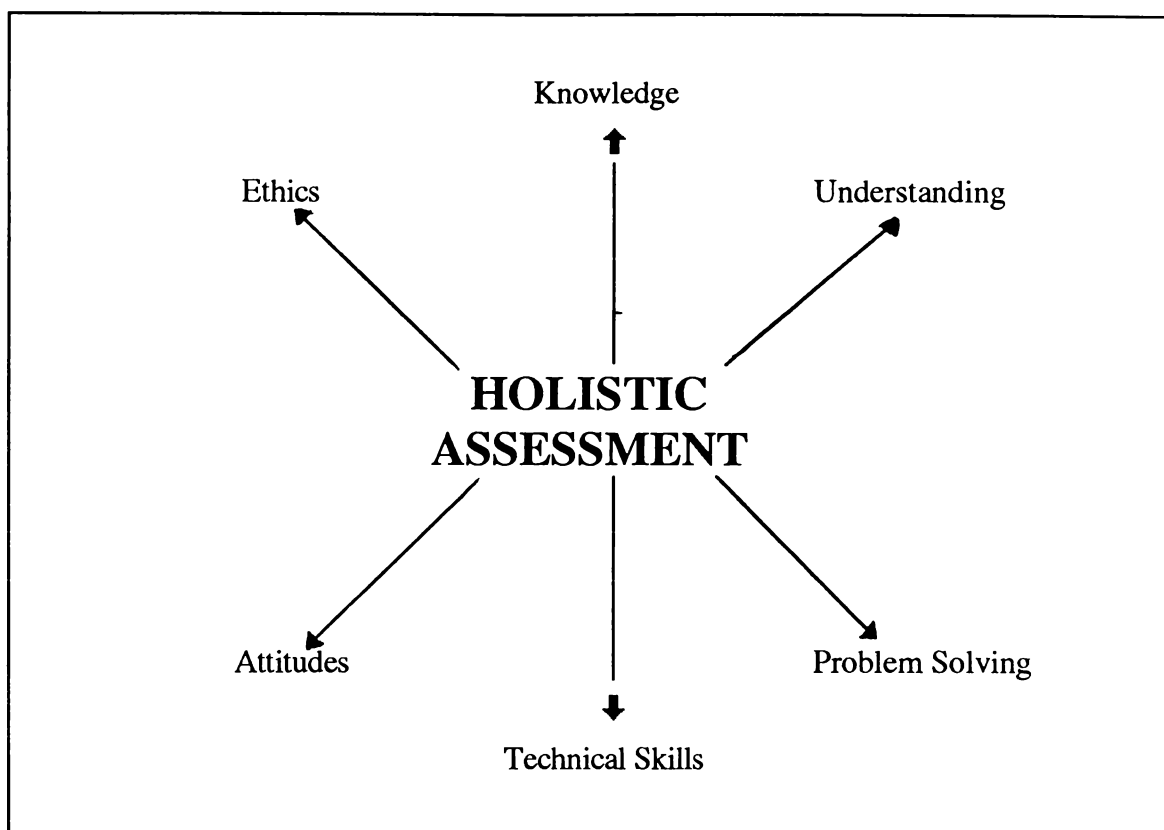 Knowledge
Ethics
Understanding
HOLISTIC
ASSESSMENT
Attitudes
Problem Solving
Technical Skills